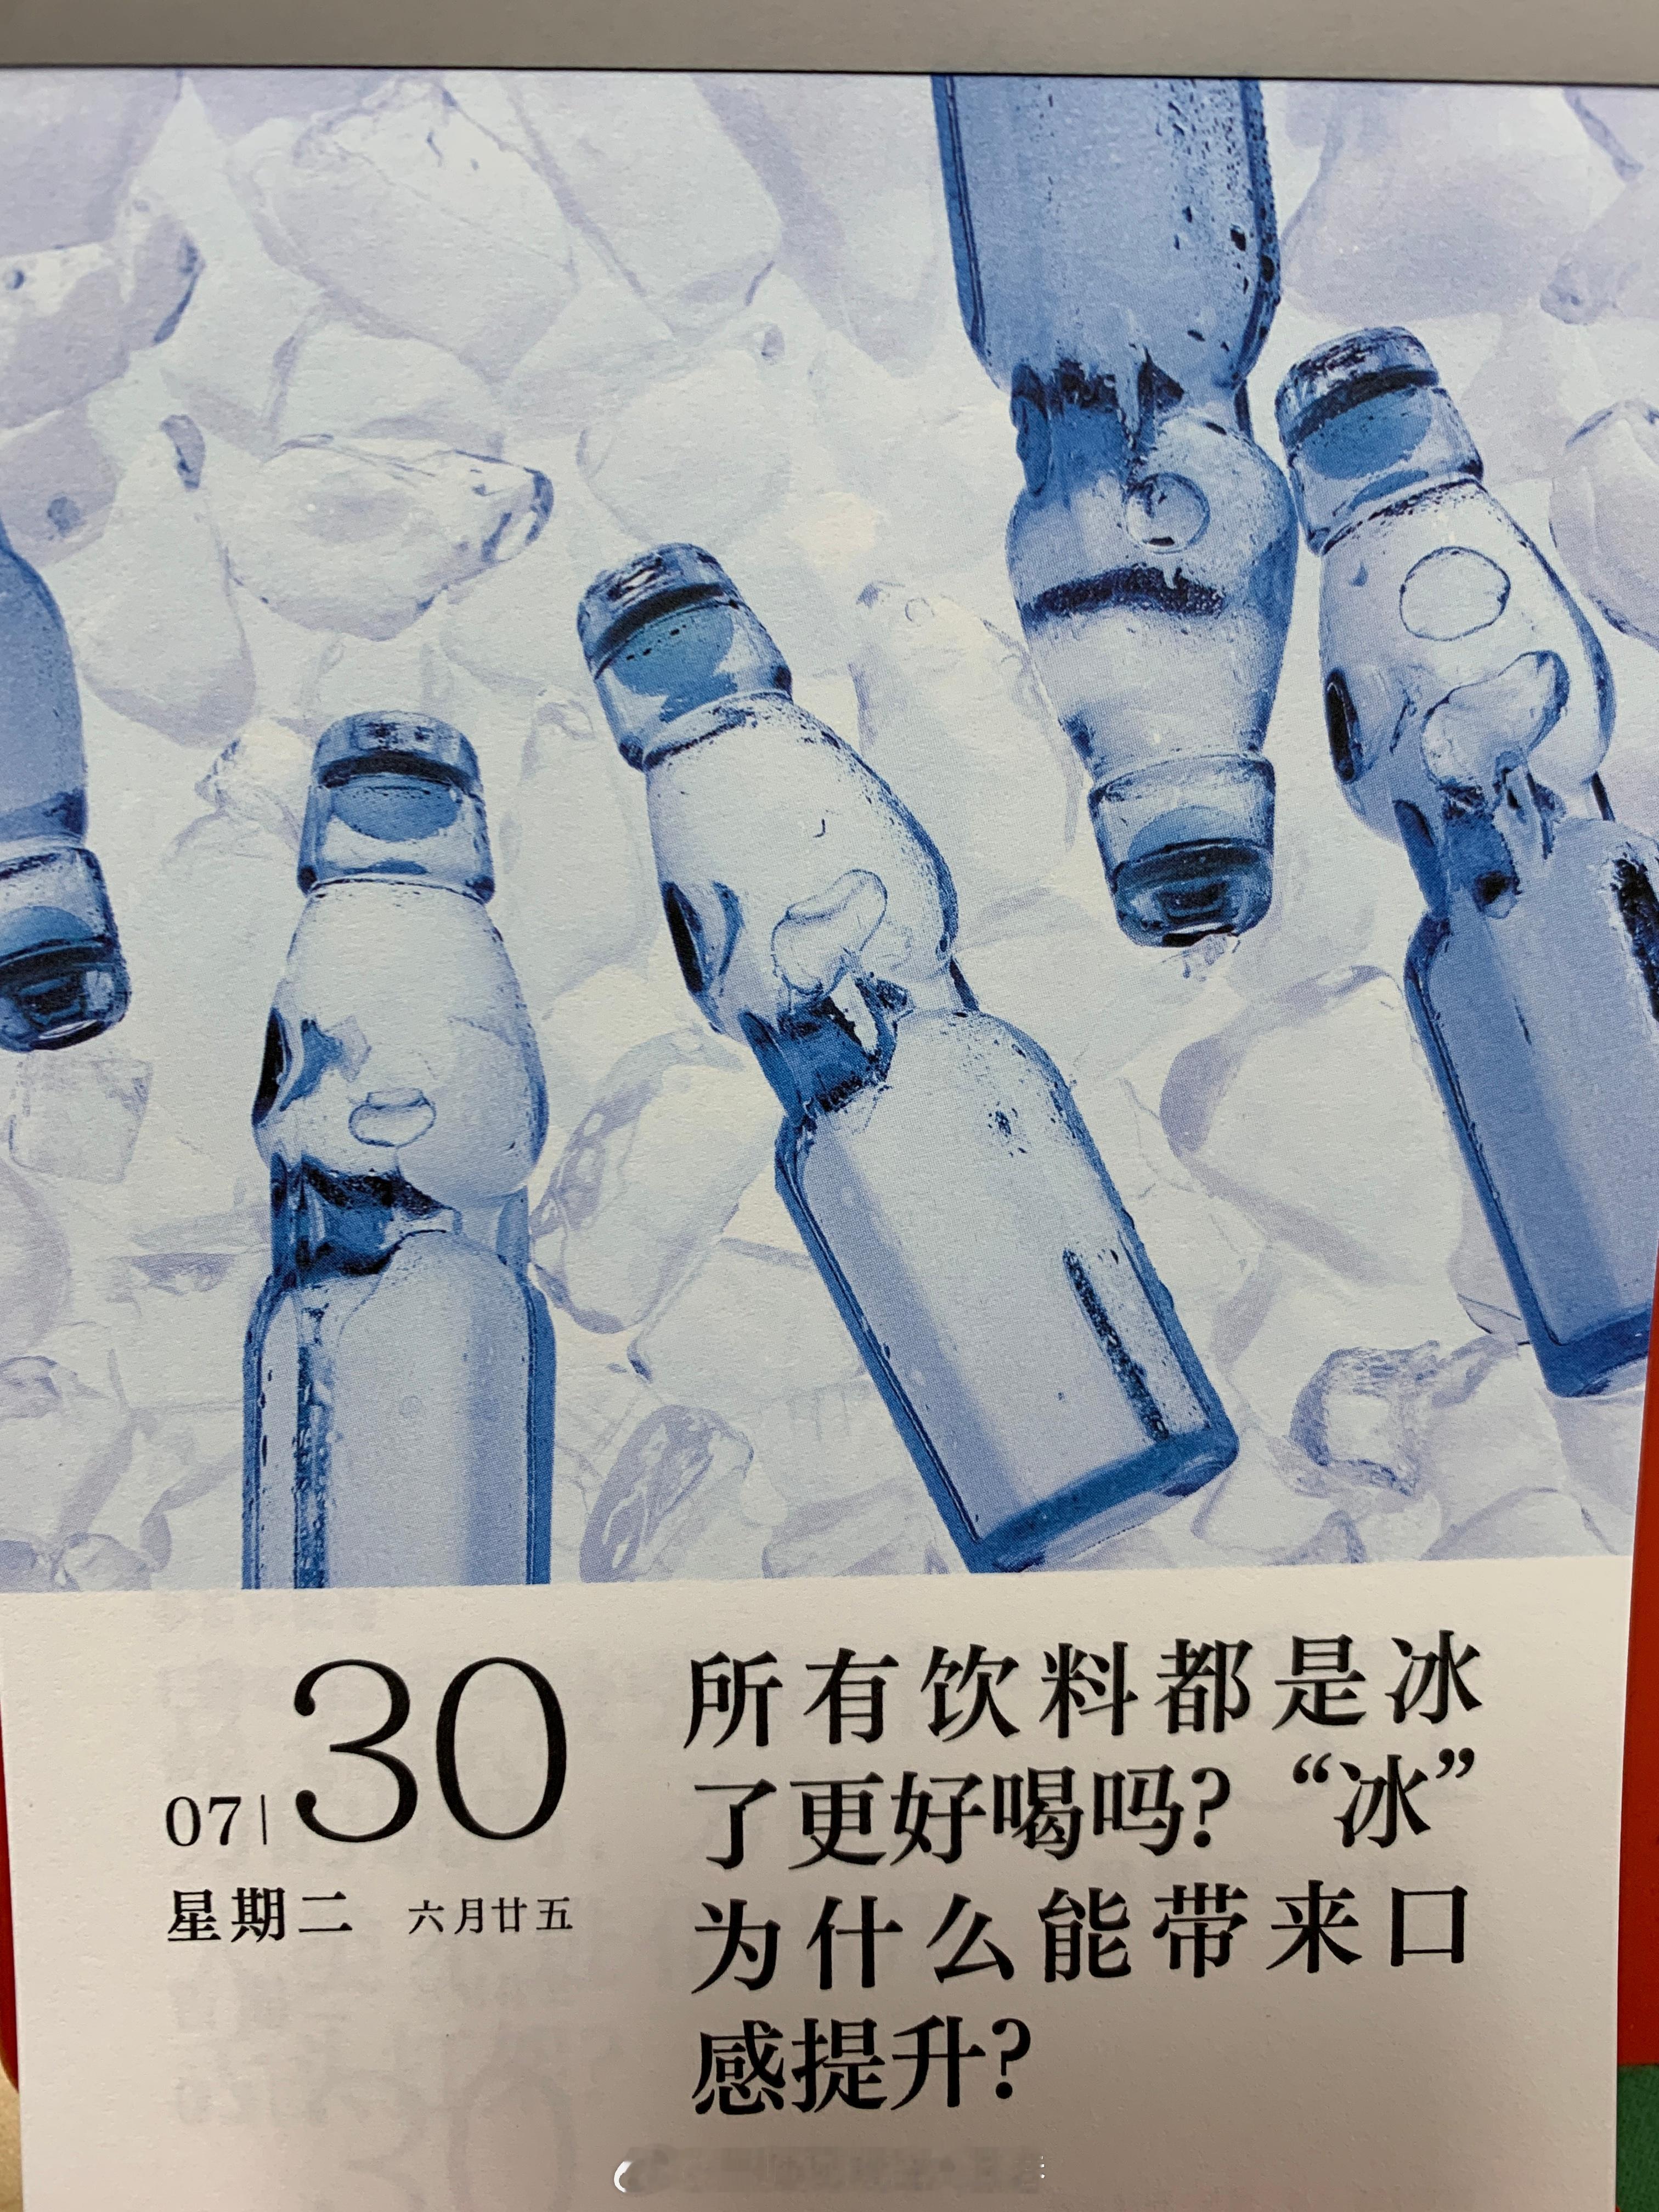 07|30
星期二 六月廿五
所有饮料都是冰
了更好喝吗？“冰”
为什么能带来口
感提升？